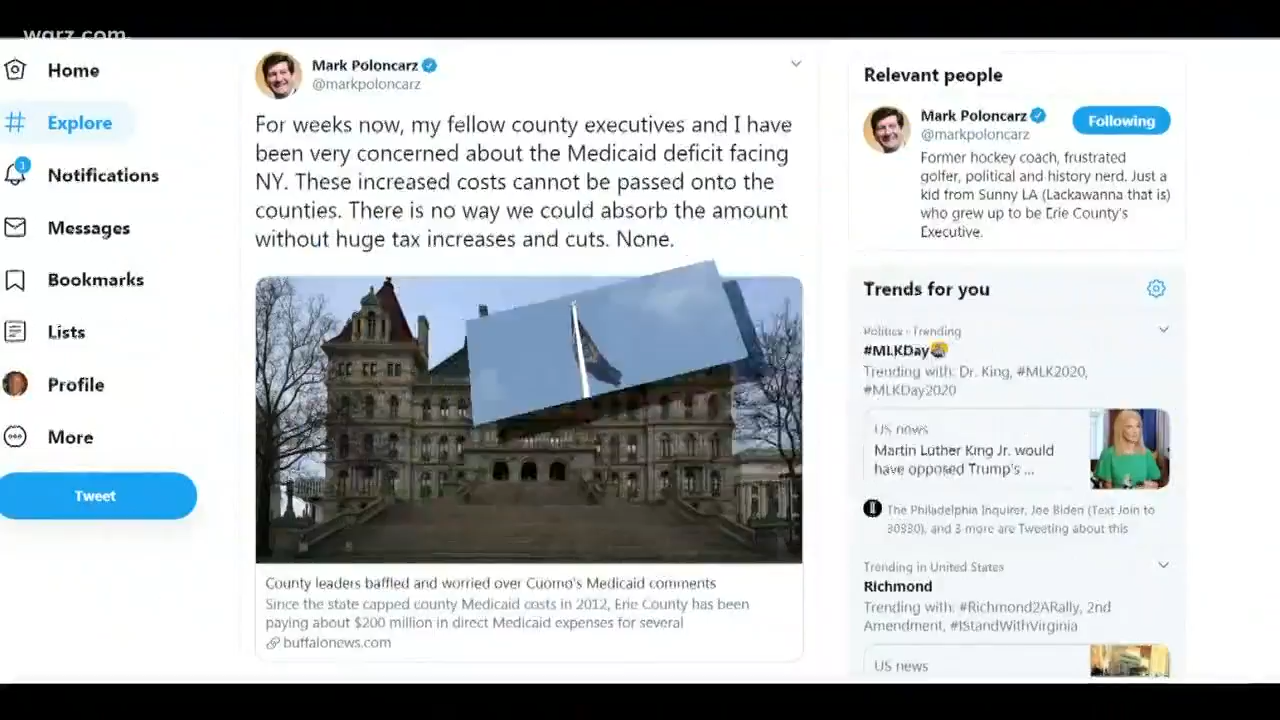 wgrz.com
Home
Explore
1
Notifications
Messages
Bookmarks
Lists
Profile
More
Tweet
Mark Poloncarz
@markpoloncarz
For weeks now, my fellow county executives and I have
been very concerned about the Medicaid deficit facing
NY. These increased costs cannot be passed onto the
counties. There is no way we could absorb the amount
without huge tax increases and cuts. None.
County leaders baffled and worried over Cuomo's Medicaid comments
Since the state capped county Medicaid costs in 2012, Erie County has been
paying about $200 million in direct Medicaid expenses for several
buffalonews.com
Relevant people
Mark Poloncarz
Following
@markpoloncarz
Former hockey coach, frustrated
golfer, political and history nerd. Just a
kid from Sunny LA (Lackawanna that is)
who grew up to be Erie County's
Executive.
Trends for you
Politics · Trending
#MLKDay
Trending with: Dr. King, #MLK2020,
#MLKDay2020
US news
Martin Luther King Jr. would
have opposed Trump's ...
The Philadelphia Inquirer, Joe Biden (Text Join to
30330), and 3 more are Tweeting about this
Trending in United States
Richmond
Trending with: #Richmond2ARally, 2nd
Amendment, #IStandWithVirginia
US news